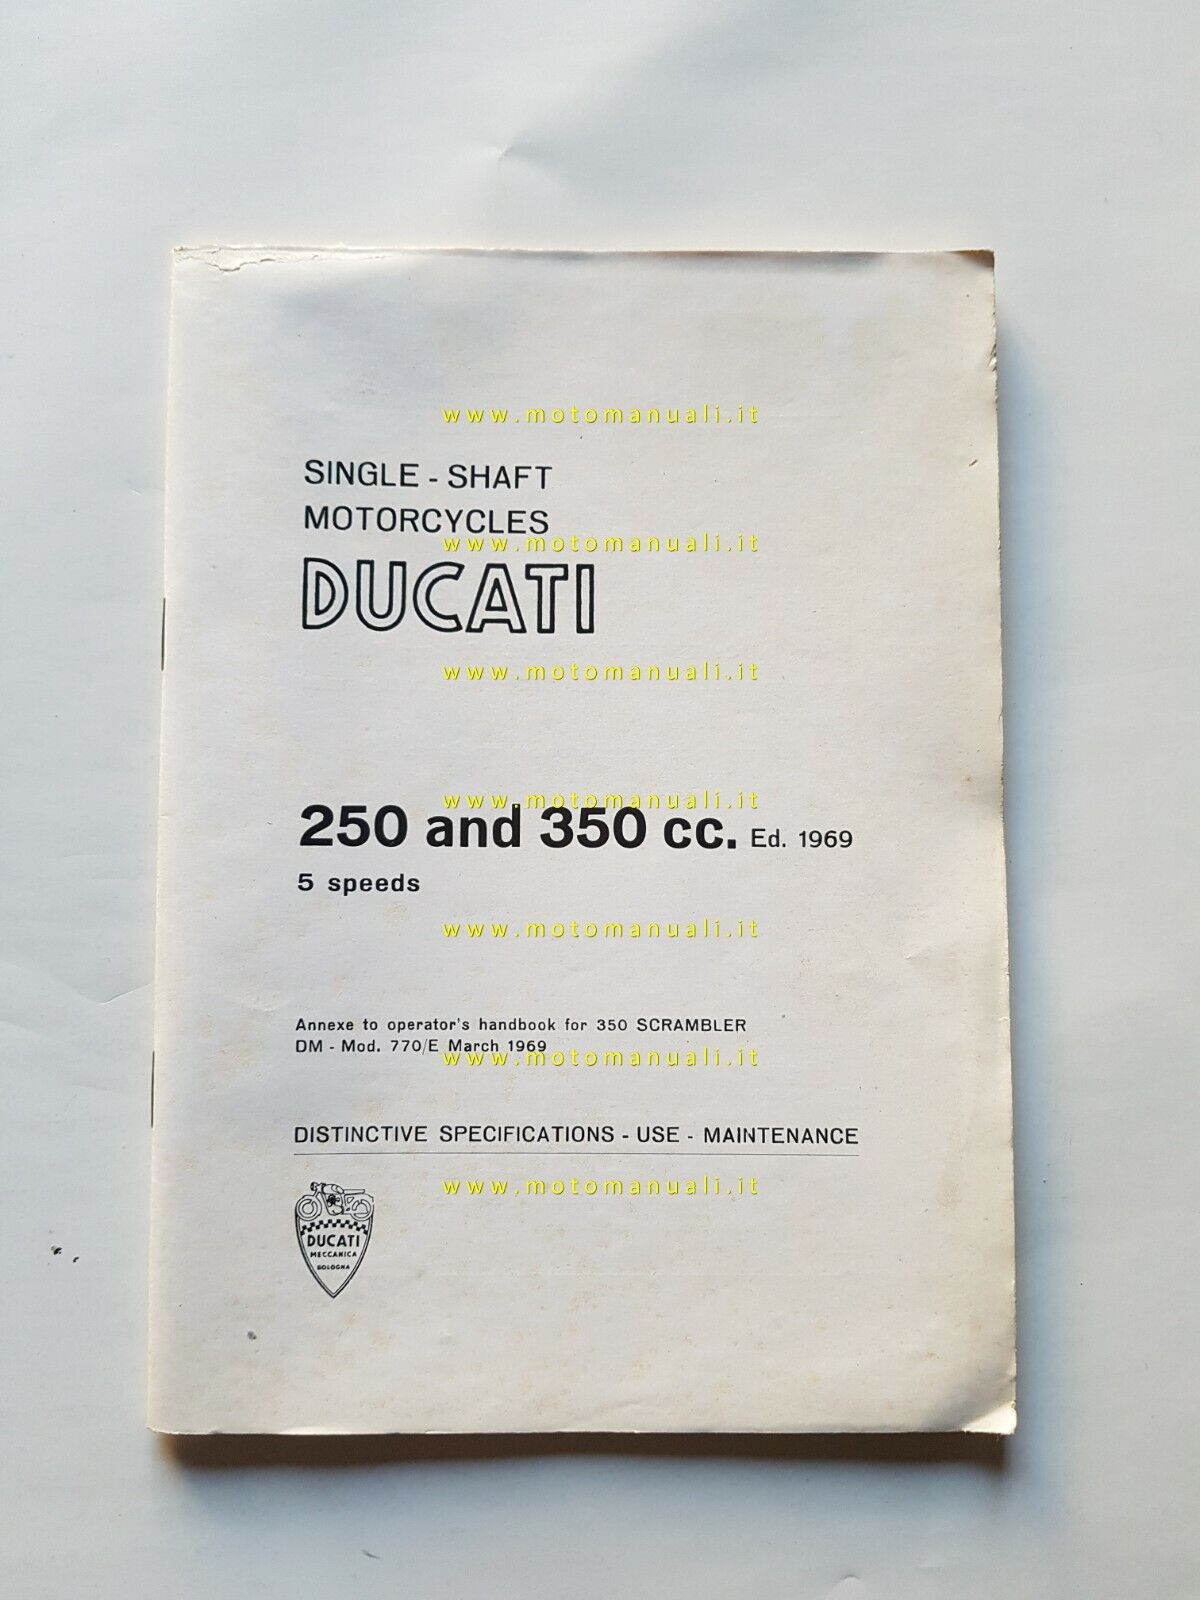 www.motomanuali.it
SINGLE - SHAFT
MOTORCYCLES
www.motomanuali.it
DUCATI
www.motomanuali.it
www.motomanuali.it
250 and 350 cc. Ed. 1969
5 speeds
www.motomanuali.it
Annexe to operator's handbook for 350 SCRAMBLER
DM - Mod. 770/E March 1969
www.motomanuali.it
DISTINCTIVE SPECIFICATIONS - USE - MAINTENANCE
www.motomanuali.it
DUCATI
MECCANICA
BOLOGNA